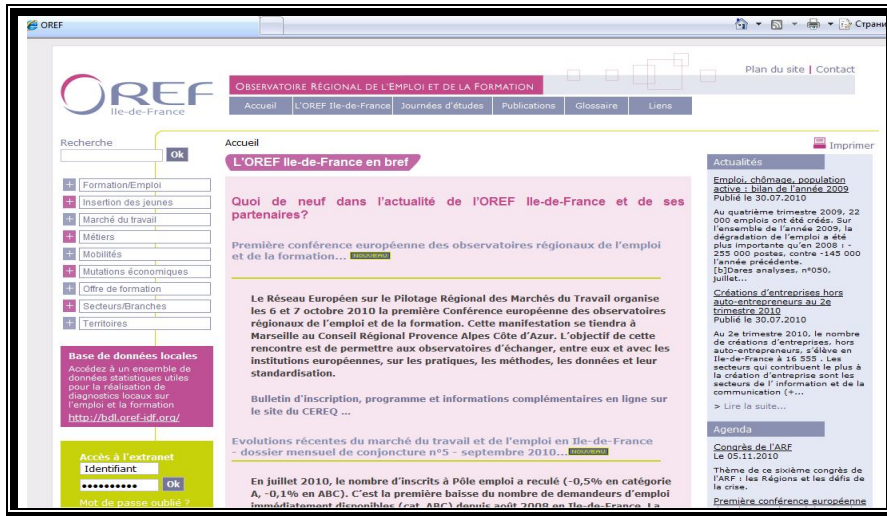 OREF
Страни
Plan du site | Contact
OREF
Ile-de-France
OBSERVATOIRE RÉGIONAL DE L'EMPLOI ET DE LA FORMATION
Accueil L'OREF Ile-de-France Journées d'études Publications Glossaire Liens
Recherche
Ok
Formation/Emploi
Insertion des jeunes
Marché du travail
Métiers
Mobilités
Mutations économiques
Offre de formation
Secteurs/Branches
Territoires
Base de données locales
Accédez à un ensemble de
données statistiques utiles
pour la réalisation de
diagnostics locaux sur
l'emploi et la formation
http://bdl.oref-idf.org/
Accès à l'extranet
Identifant
••••••••••
Ok
Mot de passe oublié ?
Accueil
Imprimer
L'OREF Ile-de-France en bref
Quoi de neuf dans l'actualité de l'OREF Ile-de-France et de ses
partenaires?
Première conférence européenne des observatoires régionaux de l'emploi
et de la formation... NOUVEAU
Le Réseau Européen sur le Pilotage Régional des Marchés du Travail organise
les 6 et 7 octobre 2010 la première Conférence européenne des observatoires
régionaux de l'emploi et de la formation. Cette manifestation se tiendra à
Marseille au Conseil Régional Provence Alpes Côte d'Azur. L'objectif de cette
rencontre est de permettre aux observatoires d'échanger, entre eux et avec les
institutions européennes, sur les pratiques, les méthodes, les données et leur
standardisation.
Bulletin d'inscription, programme et informations complémentaires en ligne sur
le site du CEREQ ...
Evolutions récentes du marché du travail et de l'emploi en Ile-de-France
- dossier mensuel de conjoncture n°5 - septembre 2010... NOUVEAU
En juillet 2010, le nombre d'inscrits à Pôle emploi a reculé (-0,5% en catégorie
A, -0,1% en ABC). C'est la première baisse du nombre de demandeurs d'emploi
immédiatement disponibles (cat. ABC) depuis août 2008 en Ile-de-France. La
Actualités
Emploi, chômage, population
active : bilan de l'année 2009
Publié le 30.07.2010
Au quatrième trimestre 2009, 22
000 emplois ont été créés. Sur
l'ensemble de l'année 2009, la
dégradation de l'emploi a été
plus importante qu'en 2008 : -
255 000 postes, contre -145 000
l'année précédente.
[b]Dares analyses, n°050,
juillet...
Créations d'entreprises hors
auto-entrepreneurs au 2e
trimestre 2010
Publié le 30.07.2010
Au 2e trimestre 2010, le nombre
de créations d'entreprises, hors
auto-entrepreneurs, s'élève en
Ile-de-France à 16 555 . Les
secteurs qui contribuent le plus à
la création d'entreprise sont les
secteurs de l' information et de la
communication (+...
> Lire la suite...
Agenda
Congrès de l'ARF
Le 05.11.2010
Thème de ce sixième congrès de
l'ARF : les Régions et les défis de
la crise.
Première conférence européenne